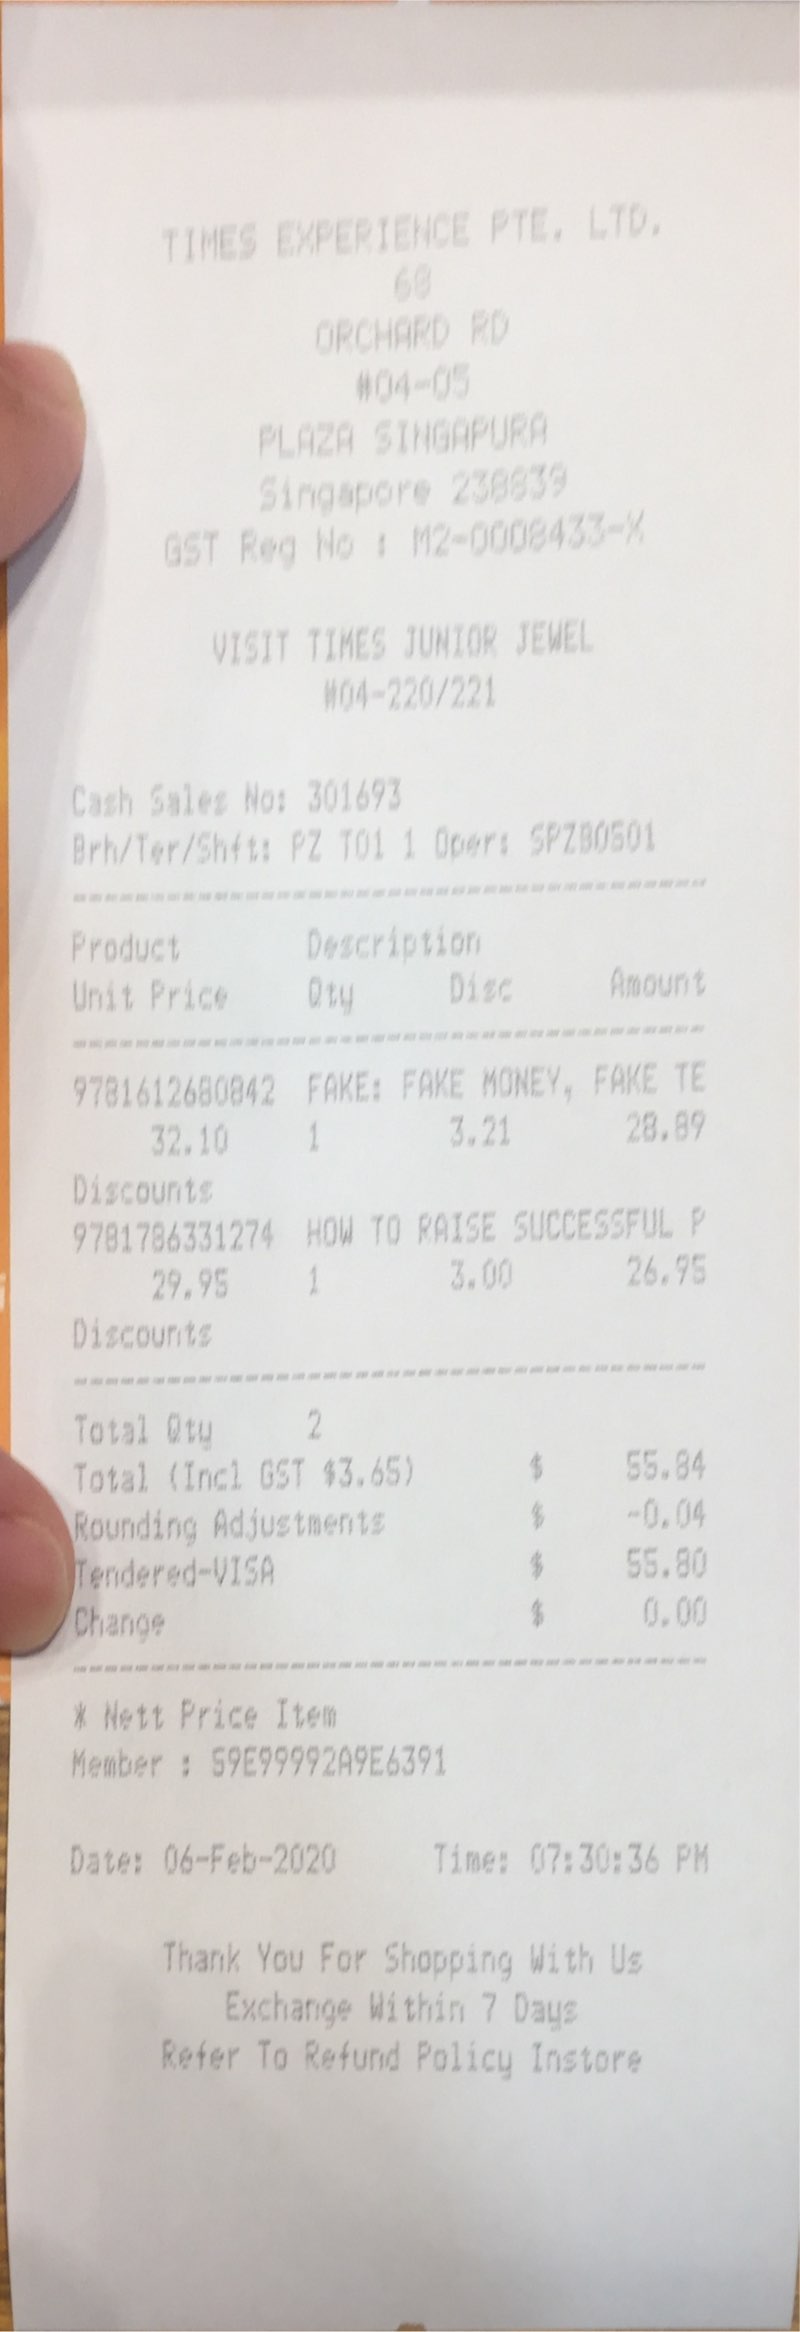 TIMES EXPERIENCE PTE. LTD.
68
ORCHARD RD
#04-05
PLAZA SINGAPURA
Singapore 238839
GST Reg No : M2-0008433-X
VISIT TIMES JUNIOR JEWEL
#04-220/221
Cash Sales No: 301693
Brh/Ter/Shft: PZ T01 1 Oper: SPZB0501
Product Description
Unit Price Qty Disc Amount
9781612680842 FAKE: FAKE MONEY, FAKE TE
32.10 1 3.21 28.89
Discounts
9781786331274 HOW TO RAISE SUCCESSFUL P
29.95 1 3.00 26.95
Discounts
Total Qty 2
Total (Incl GST $3.65) $ 55.84
Rounding Adjustments $ -0.04
Tendered-VISA $ 55.80
Change $ 0.00
* Nett Price Item
Member : S9E99992A9E6391
Date: 06-Feb-2020 Time: 07:30:36 PM
Thank You For Shopping With Us
Exchange Within 7 Days
Refer To Refund Policy Instore